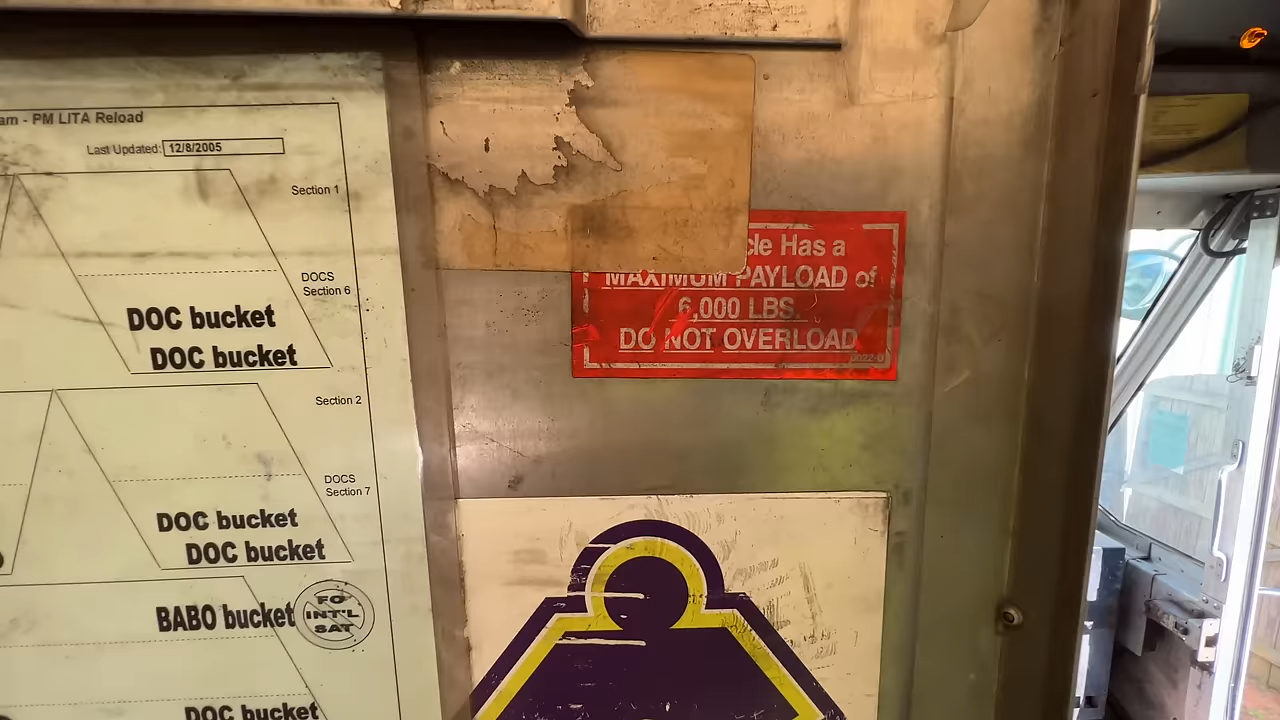 am - PM LITA Reload
Last Updated: 12/8/2005
Section 1
DOCS
Section 6
DOC bucket
DOC bucket
Section 2
DOCS
Section 7
DOC bucket
DOC bucket
BABO bucket
FO
INT'L
SAT
DOC bucket
cle Has a
MAXIMUM PAYLOAD of
6,000 LBS.
DO NOT OVERLOAD
0022-0